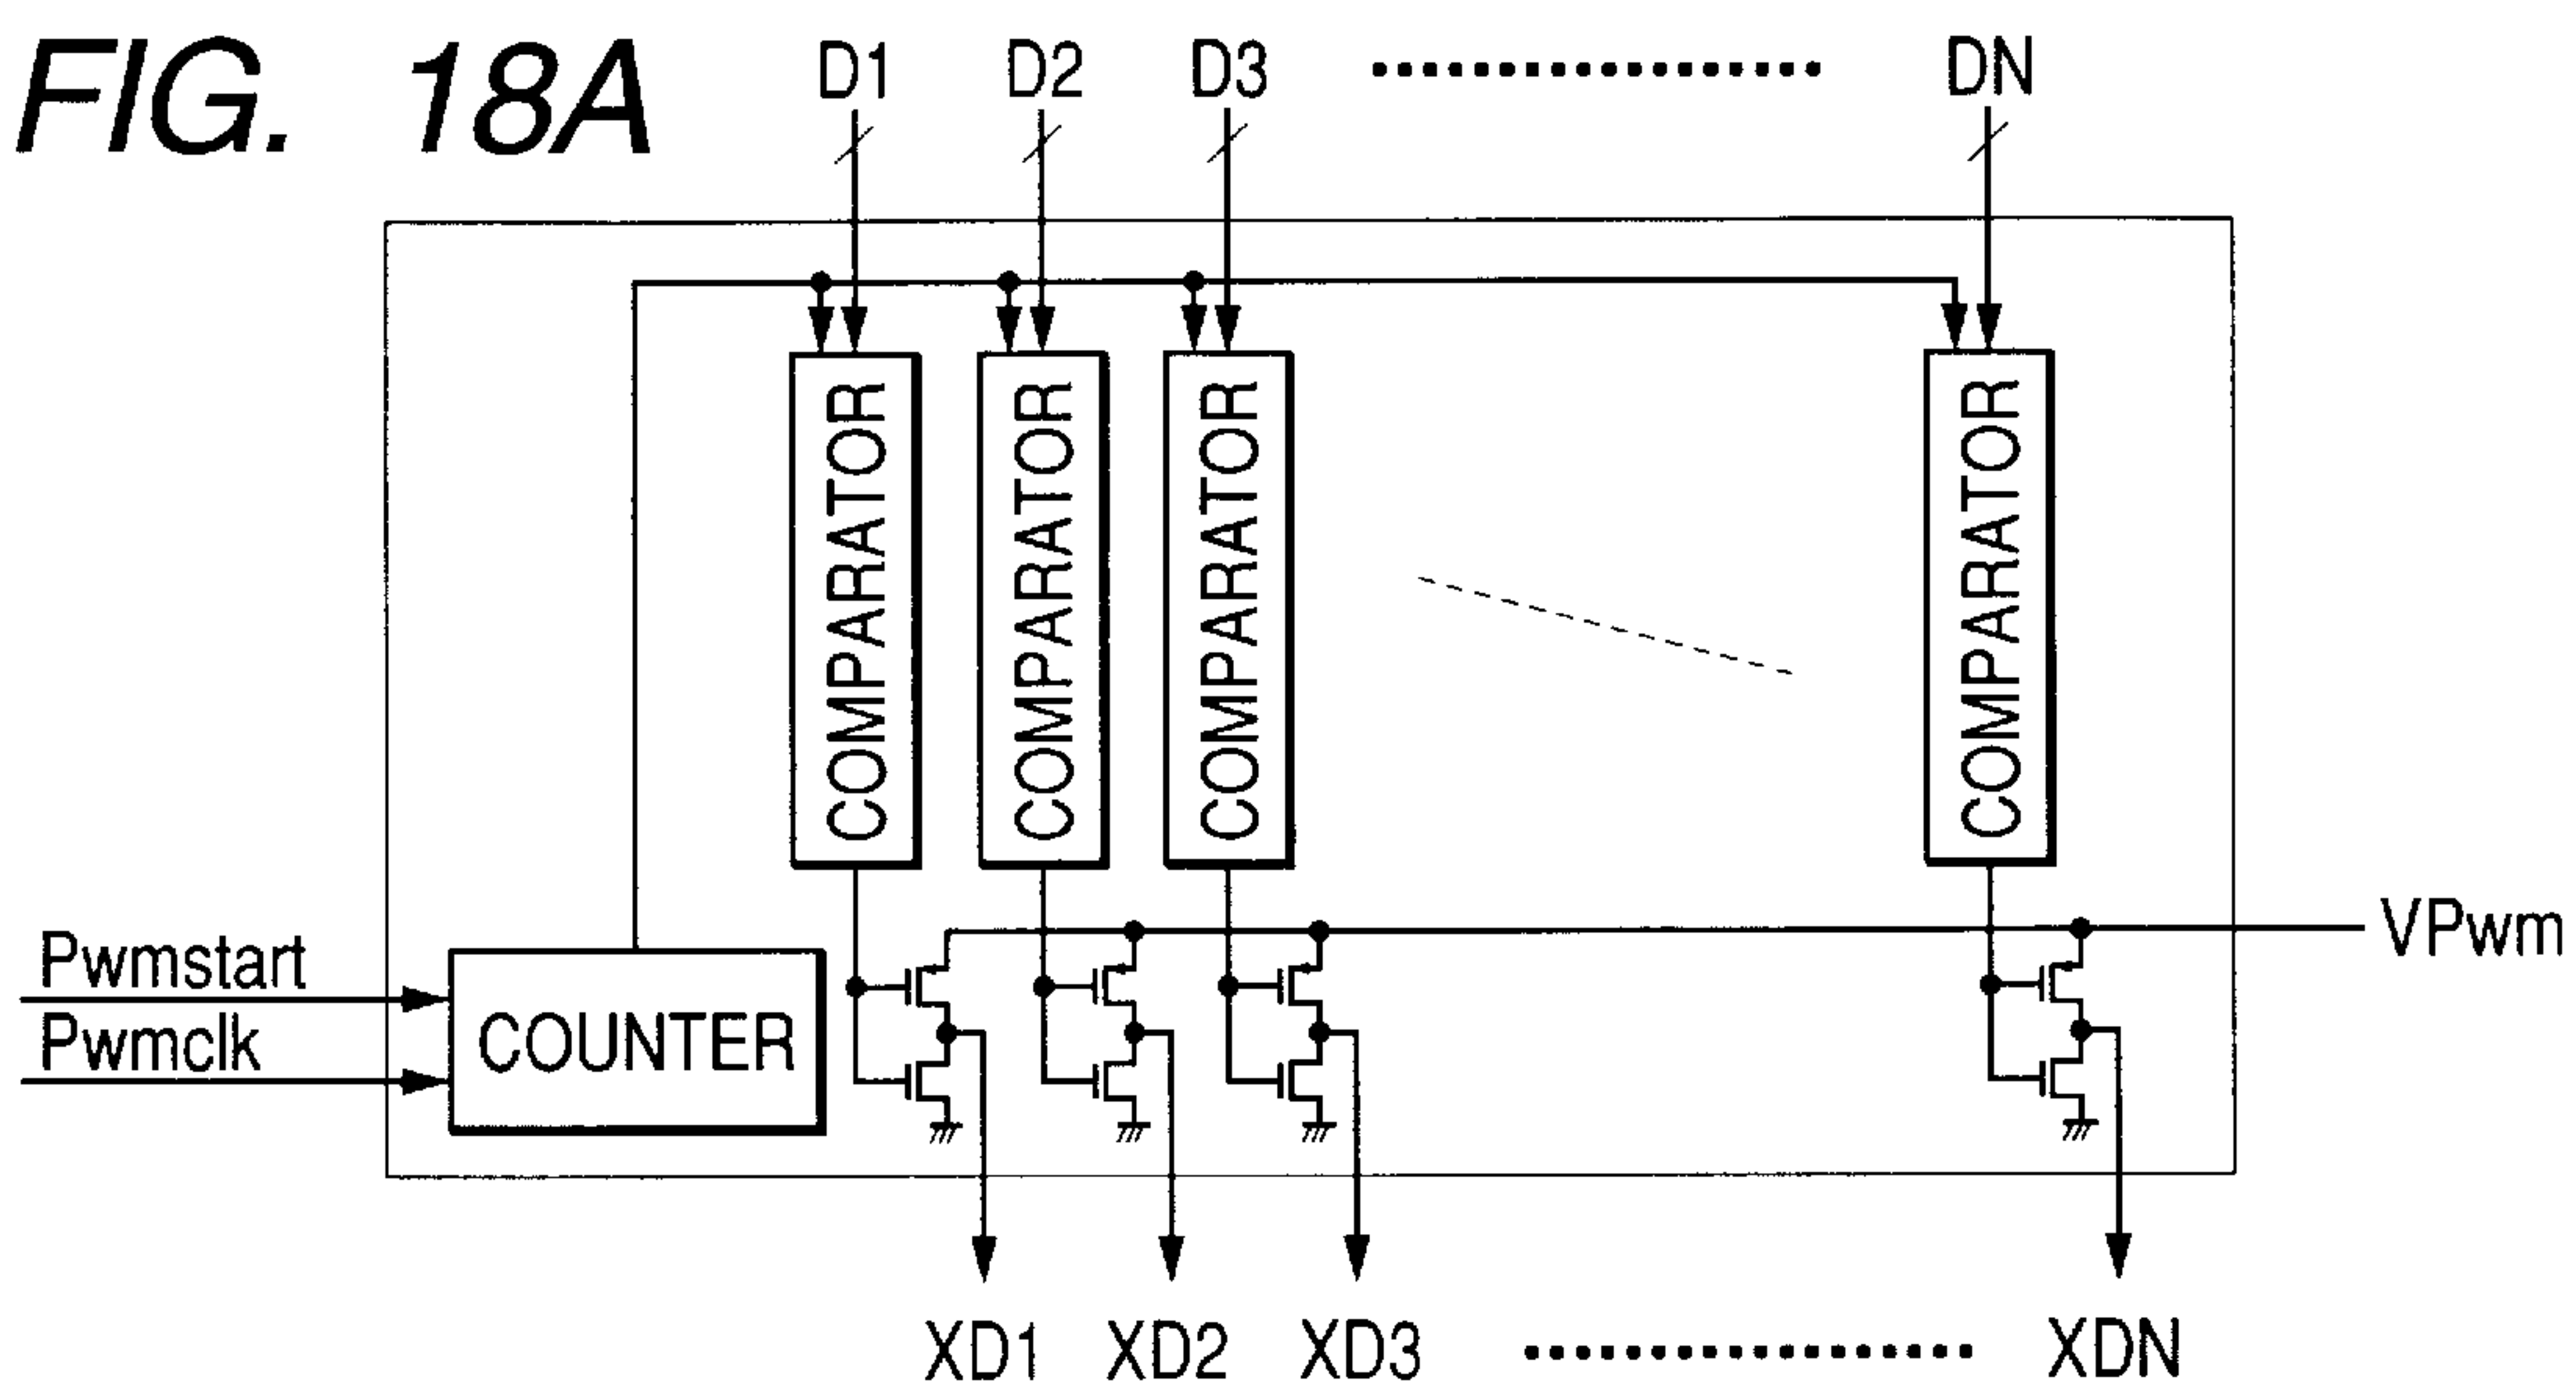 FIG. 18A
D1 D2 D3 DN
COMPARATOR COMPARATOR COMPARATOR COMPARATOR
VPwm
Pwmstart
Pwmclk
COUNTER
XD1 XD2 XD3 XDN